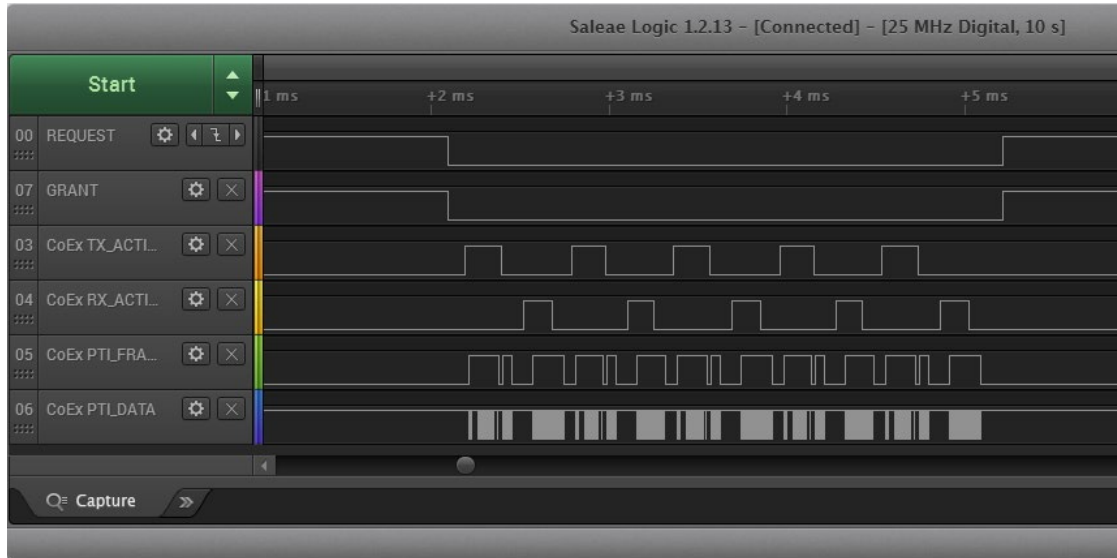 Saleae Logic 1.2.13 – [Connected] – [25 MHz Digital, 10 s]
Start
1 ms +2 ms +3 ms +4 ms +5 ms
00 REQUEST
07 GRANT
03 CoEx TX_ACTI...
04 CoEx RX_ACTI...
05 CoEx PTI_FRA...
06 CoEx PTI_DATA
Capture